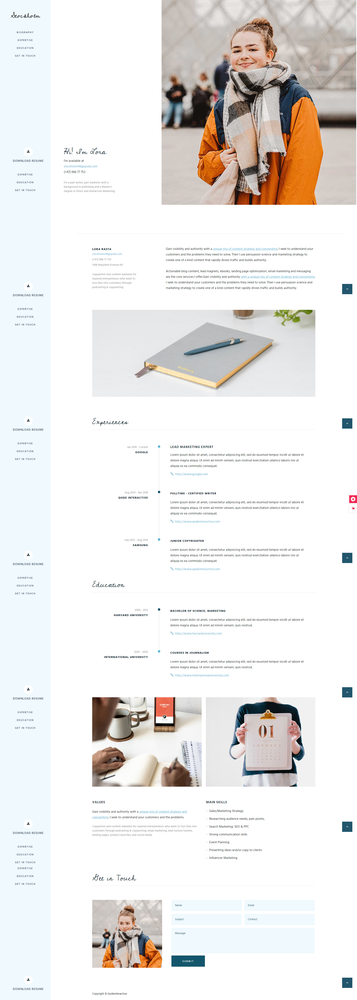 Stockholm
BIOGRAPHY
EXPERTISE
EDUCATION
GET IN TOUCH
DOWNLOAD RESUME
Hi! I'm Lora
I'm available at
stockholm48@qode.com
(+47) 986 77 753
I'm a part writer, part marketer with a
background in publishing and a Master's
Degree in Direct and Interactive Marketing.
EXPERTISE
EDUCATION
GET IN TOUCH
LORA RASTA
stockholm48@qode.com
(+47) 986 77 753
1368 Maryland Avenue NY
Copywriter and content marketer for
inspired entrepreneurs who want to
turn fans into customers through
podcasting & copywriting.
Gain visibility and authority with a unique mix of content strategy and copywriting. I seek to understand your
customers and the problems they need to solve. Then I use persuasion science and marketing strategy to
create one of a kind content that rapidly drives traffic and builds authority.
Actionable blog content, lead magnets, ebooks, landing page optimization, email marketing and messaging
are the core services I offer.Gain visibility and authority with a unique mix of content strategy and copywriting.
I seek to understand your customers and the problems they need to solve. Then I use persuasion science and
marketing strategy to create one of a kind content that rapidly drives traffic and builds authority.
DOWNLOAD RESUME
EXPERTISE
EDUCATION
GET IN TOUCH
Bookblock
Experiences
DOWNLOAD RESUME
EXPERTISE
EDUCATION
GET IN TOUCH
Jan 2019 - Current
GOOGLE
LEAD MARKETING EXPERT
Lorem ipsum dolor sit amet, consectetur adipisicing elit, sed do eiusmod tempor incidt ut labore et
dolore magna aliqua. Ut enim ad minim veniam, quis nostrud exercitation ullamco laboris nisi ut
aliquip ex ea commodo consequat.
http://www.google.com
Aug 2014 - Apr 2018
QODE INTERACTIVE
FULLTIME - CERTIFIED WRITER
Lorem ipsum dolor sit amet, consectetur adipisicing elit, sed do eiusmod tempor incidt ut labore et
dolore magna aliqua. Ut enim ad minim veniam, quis nostrud exercitation ullamco laboris nisi ut
aliquip ex ea commodo consequat.
http://www.qodeinteractive.com
Sep 2012 - Aug 2014
SAMSUNG
JUNIOR COPYRIGHTER
Lorem ipsum dolor sit amet, consectetur adipisicing elit, sed do eiusmod tempor incidt ut labore et
dolore magna aliqua. Ut enim ad minim veniam, quis nostrud exercitation ullamco laboris nisi ut
aliquip ex ea commodo consequat.
http://www.qodeinteractive.com
DOWNLOAD RESUME
EXPERTISE
EDUCATION
GET IN TOUCH
Education
2006 - 2012
HARVARD UNIVERSITY
BACHELOR OF SCIENCE, MARKETING
Lorem ipsum dolor sit amet, consectetur adipisicing elit, sed do eiusmod tempor incidt ut labore et
dolore magna aliqua. Ut enim ad minim veniam, quis nostrud.
http://www.harvarduniversity.com
2003 - 2005
INTERNATIONAL UNIVERSITY
COURSES IN JOURNALISM
Lorem ipsum dolor sit amet, consectetur adipisicing elit, sed do eiusmod tempor incidt ut labore et
dolore magna aliqua. Ut enim ad minim veniam, quis nostrud.
http://www.internationaluniversity.com
DOWNLOAD RESUME
EXPERTISE
EDUCATION
GET IN TOUCH
01
S M T W T F S
VALUES
Gain visibility and authority with a unique mix of content strategy and
copywriting. I seek to understand your customers and the problems.
Copywriter and content marketer for inspired entrepreneurs who want to turn fans into
customers through podcasting & copywriting. email marketing, lead nurture funnels,
landing pages, product launches, and social media.
MAIN SKILLS
– Sales/Marketing Strategy
– Researching audience needs, pain points,
– Search Marketing: SEO & PPC
– Strong communication skills
– Event Planning
– Presenting ideas and/or copy to clients
– Influencer Marketing
DOWNLOAD RESUME
EXPERTISE
EDUCATION
GET IN TOUCH
EXPERTISE
EDUCATION
GET IN TOUCH
Get in Touch
Name
Email
Subject
Contact
Message
SUBMIT
DOWNLOAD RESUME
Copyright © Qodeinteractive